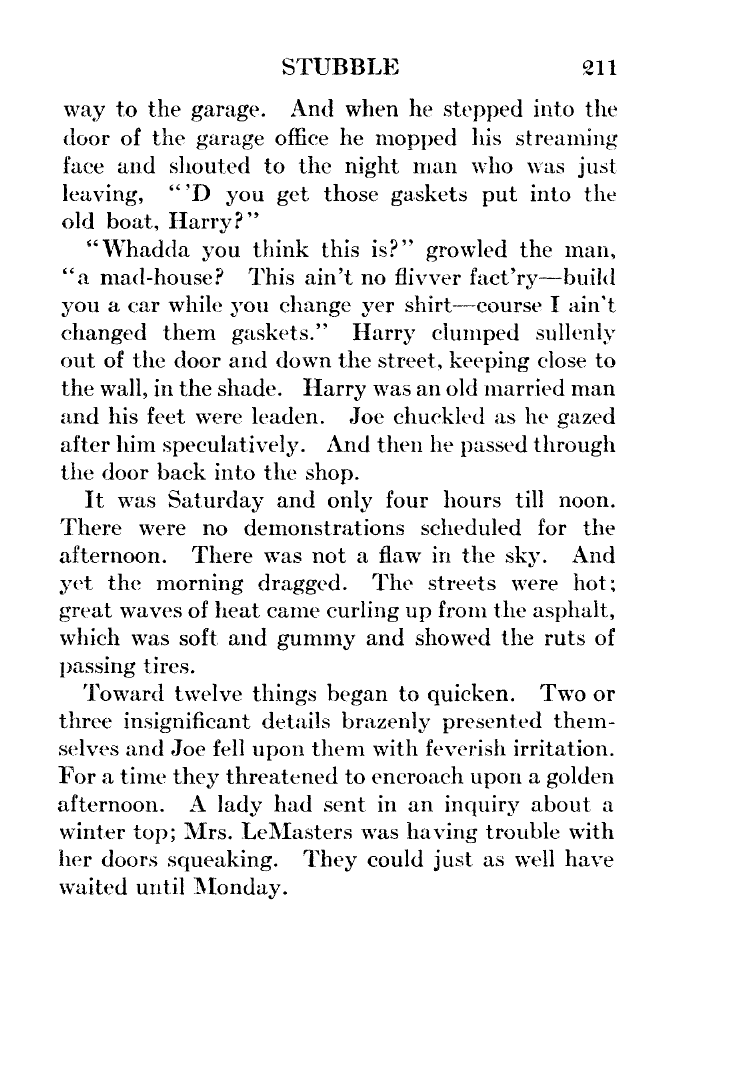 STUBBLE 211
way to the garage. And when he stepped into the
door of the garage office he mopped his streaming
face and shouted to the night man who was just
leaving, “’D you get those gaskets put into the
old boat, Harry?”
“Whadda you think this is?” growled the man,
“a mad-house? This ain’t no flivver fact’ry—build
you a car while you change yer shirt—course I ain’t
changed them gaskets.” Harry clumped sullenly
out of the door and down the street, keeping close to
the wall, in the shade. Harry was an old married man
and his feet were leaden. Joe chuckled as he gazed
after him speculatively. And then he passed through
the door back into the shop.
It was Saturday and only four hours till noon.
There were no demonstrations scheduled for the
afternoon. There was not a flaw in the sky. And
yet the morning dragged. The streets were hot;
great waves of heat came curling up from the asphalt,
which was soft and gummy and showed the ruts of
passing tires.
Toward twelve things began to quicken. Two or
three insignificant details brazenly presented them-
selves and Joe fell upon them with feverish irritation.
For a time they threatened to encroach upon a golden
afternoon. A lady had sent in an inquiry about a
winter top; Mrs. LeMasters was having trouble with
her doors squeaking. They could just as well have
waited until Monday.